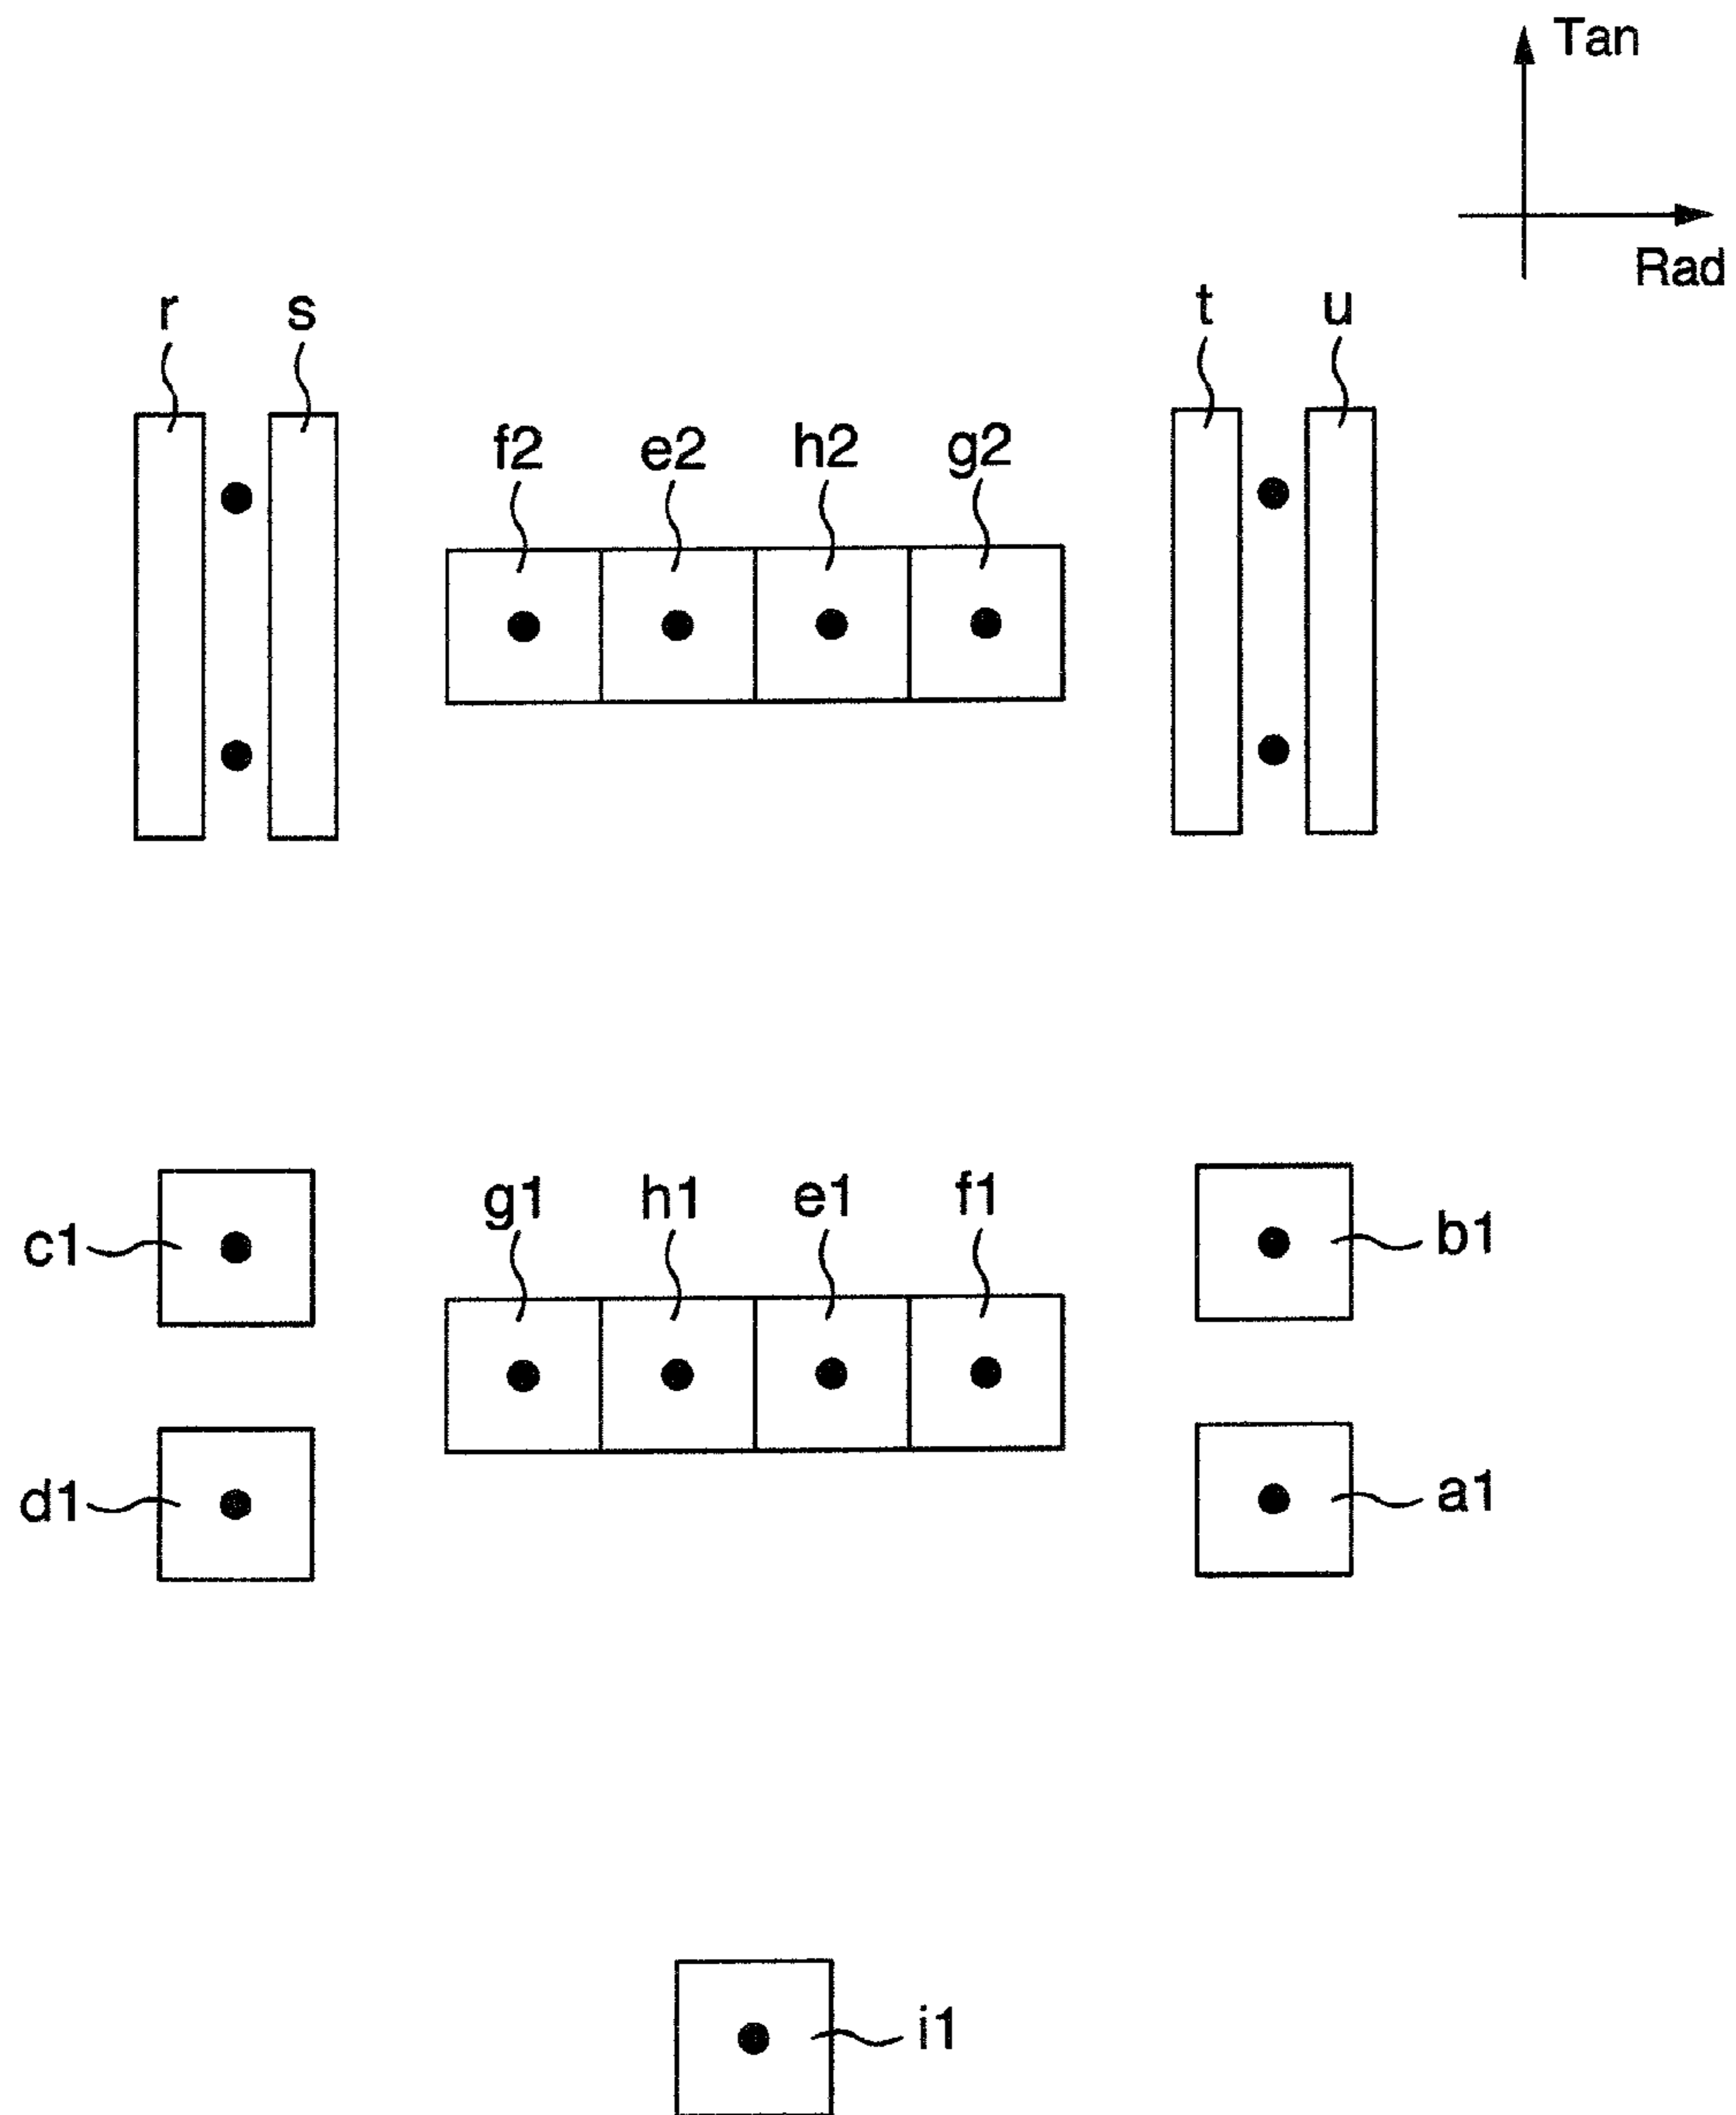 Tan
Rad
r s t u
f2 e2 h2 g2
g1 h1 e1 f1
c1 b1
d1 a1
i1